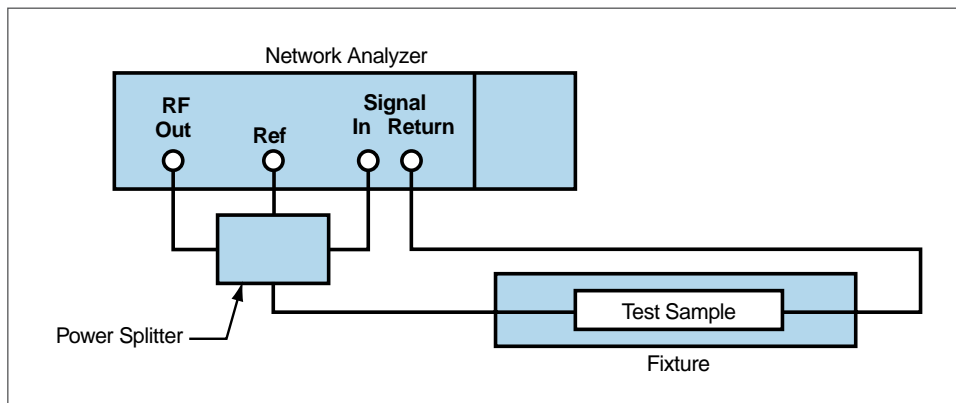 Network Analyzer
RF
Out
Ref
Signal
In Return
Power Splitter
Test Sample
Fixture